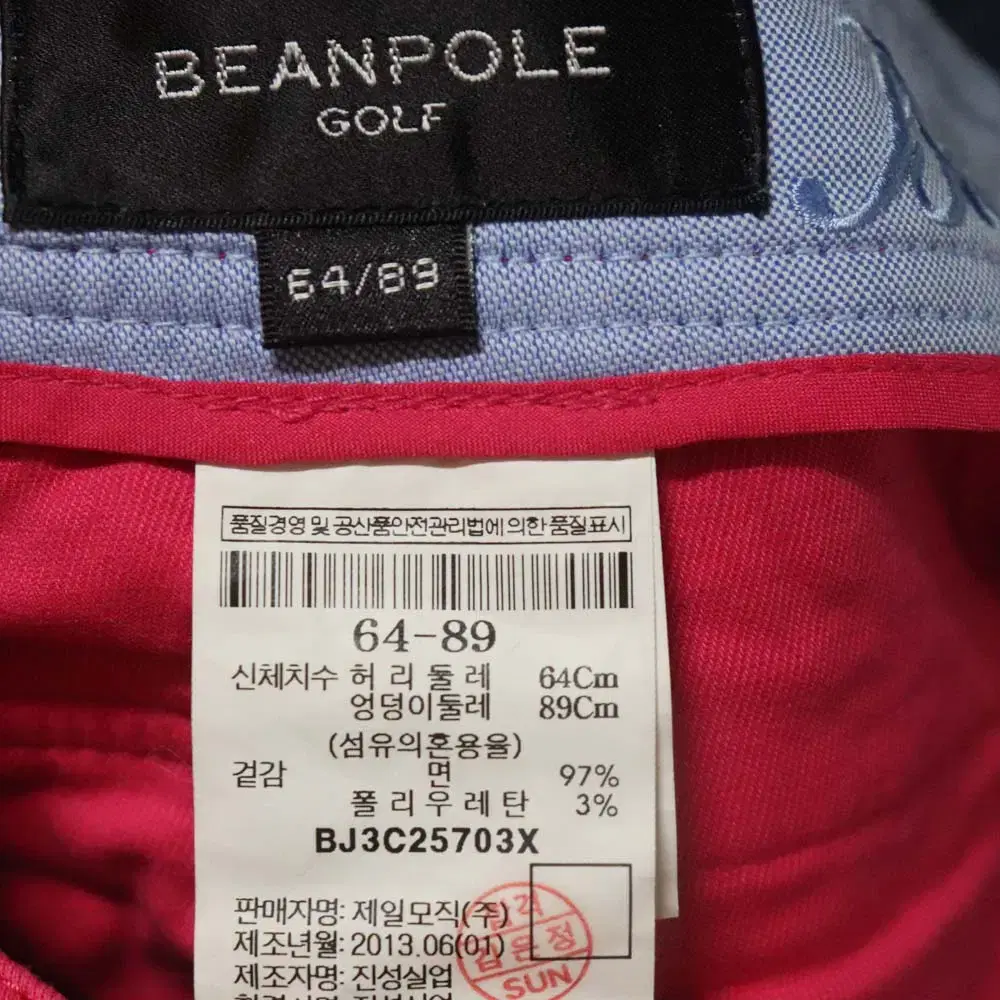 BEANPOLE
GOLF
64/89
품질경영 및 공산품안전관리법에 의한 품질표시
64-89
신체치수 허 리 둘 레 64Cm
엉덩이둘레 89Cm
(섬유의혼용율)
겉감 면 97%
폴 리 우 레 탄 3%
BJ3C25703X
판매자명: 제일모직(주)
제조년월: 2013.06(01)
제조자명: 진성실업
합격
SUN